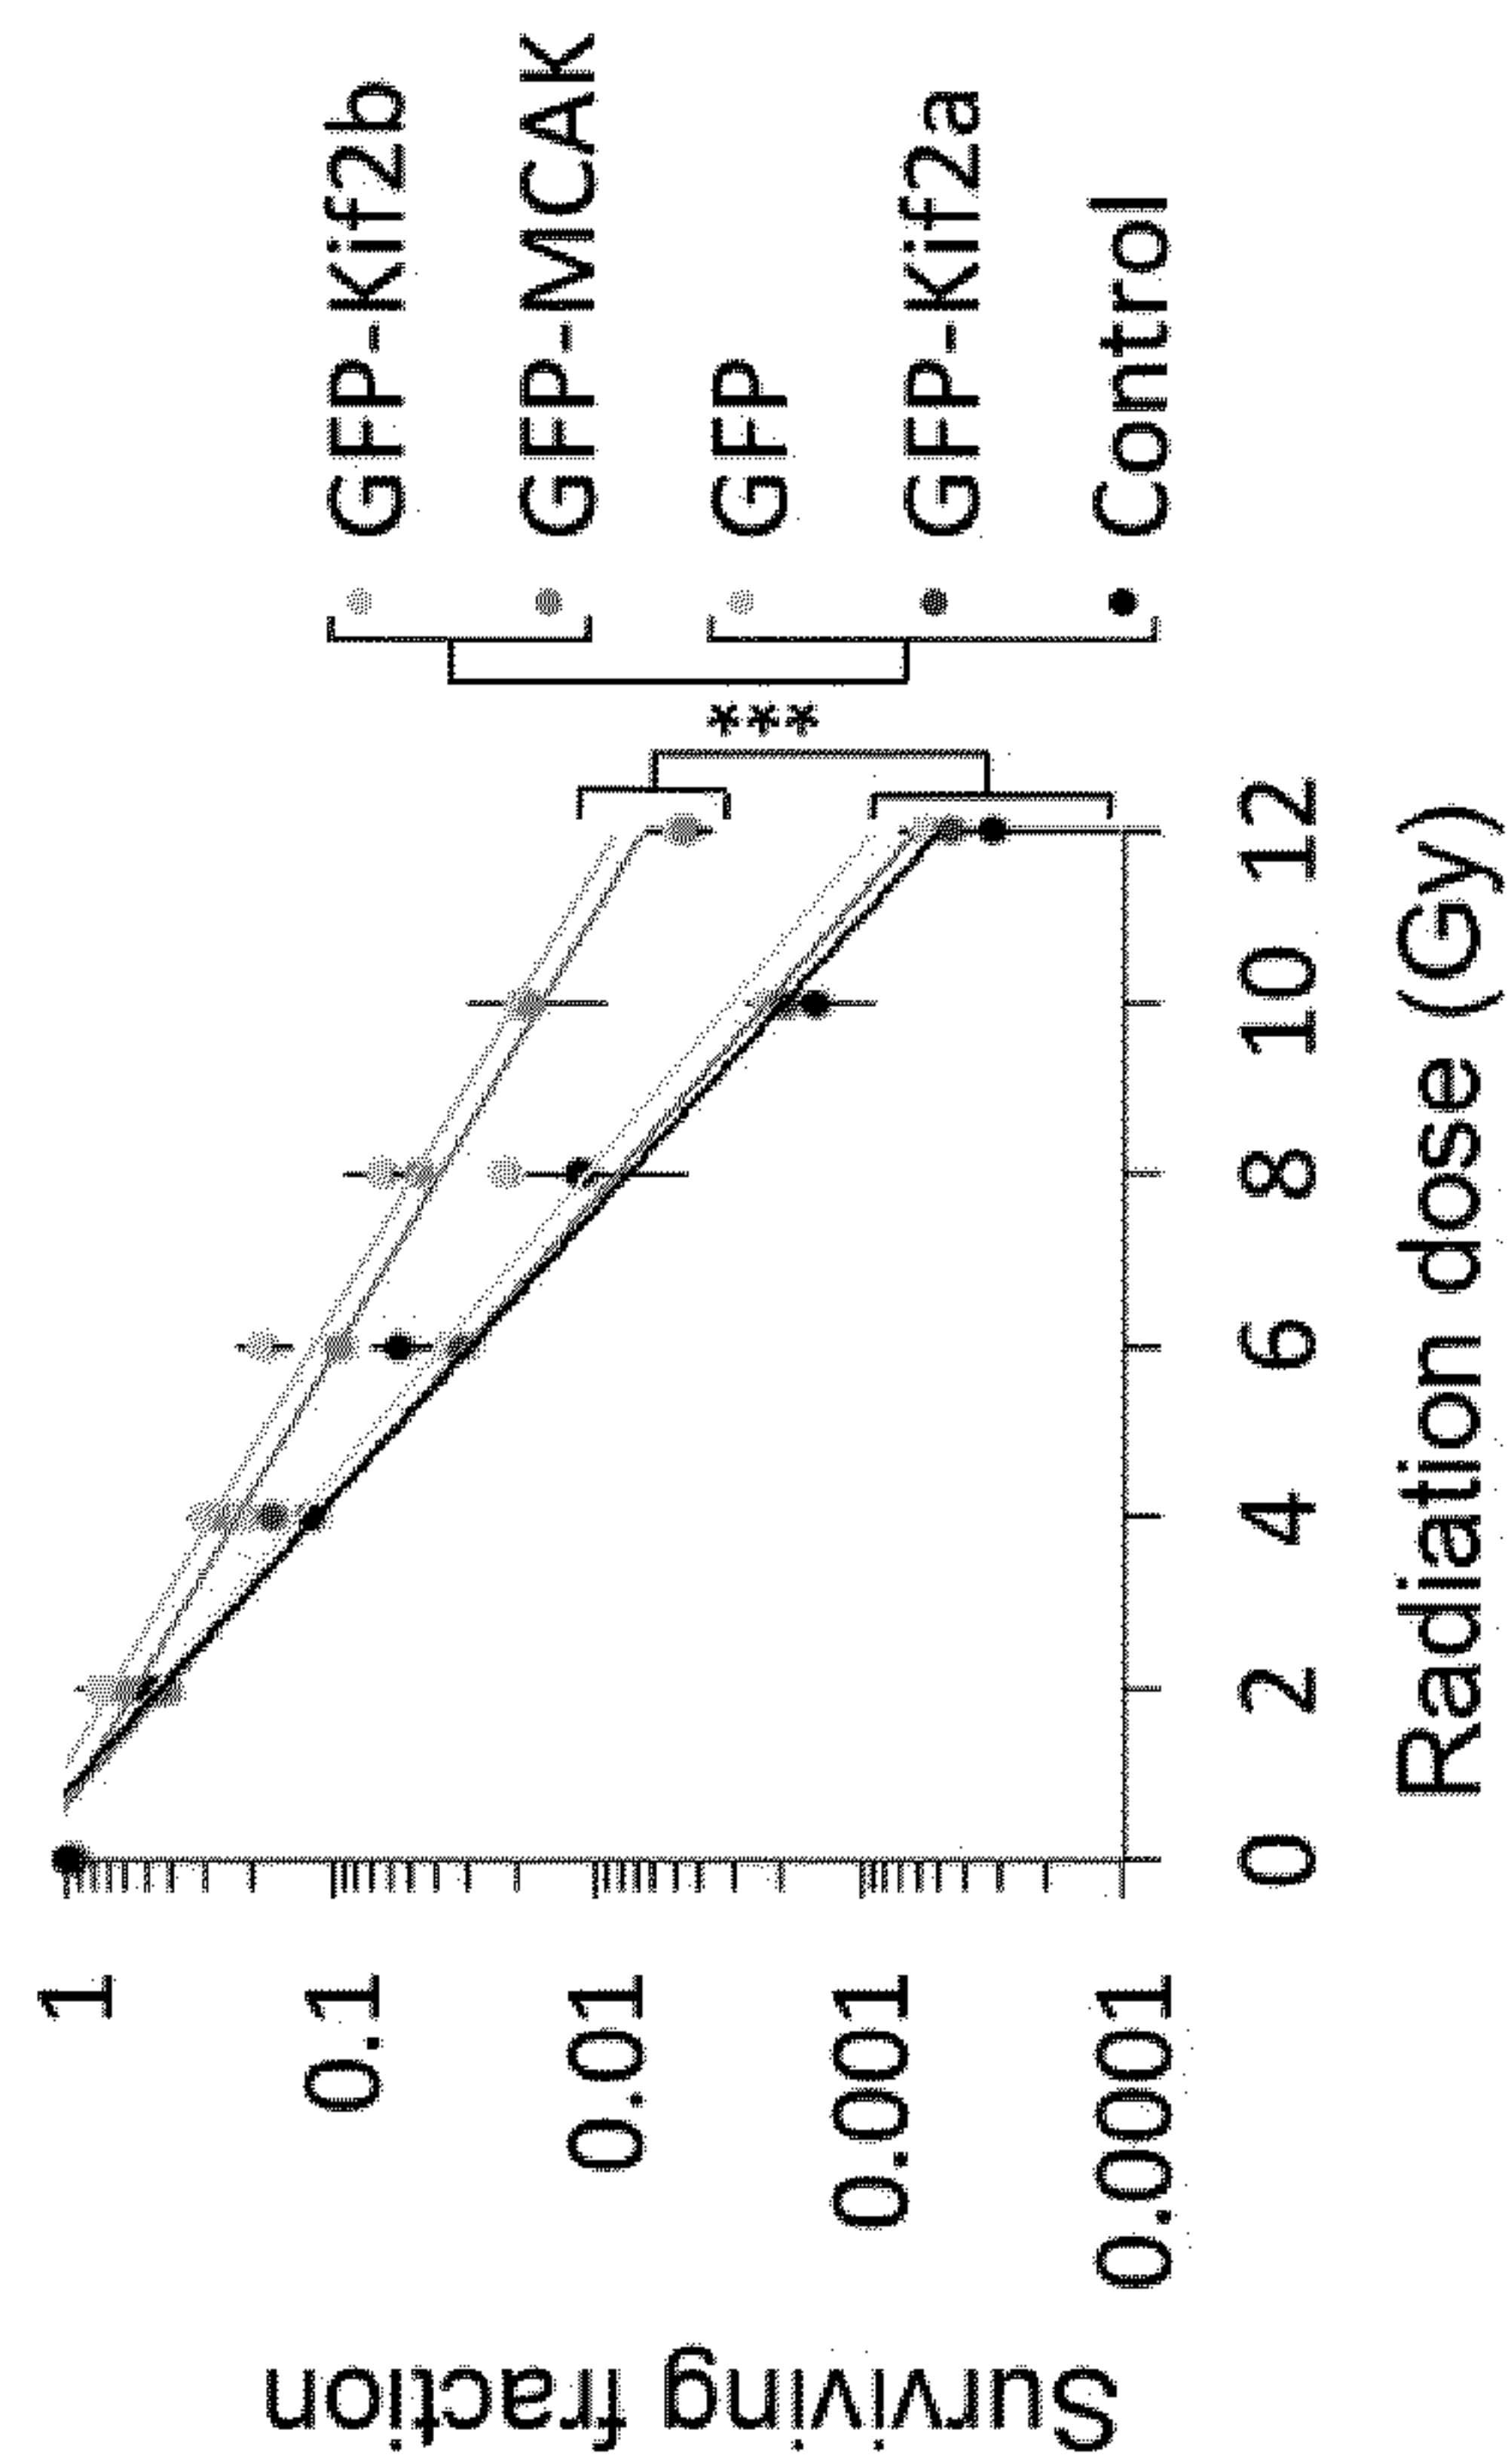 Surviving fraction
1
0.1
0.01
0.001
0.0001
0 2 4 6 8 10 12
Radiation dose (Gy)
***
GFP-Kif2b
GFP-MCAK
GFP
GFP-Kif2a
Control